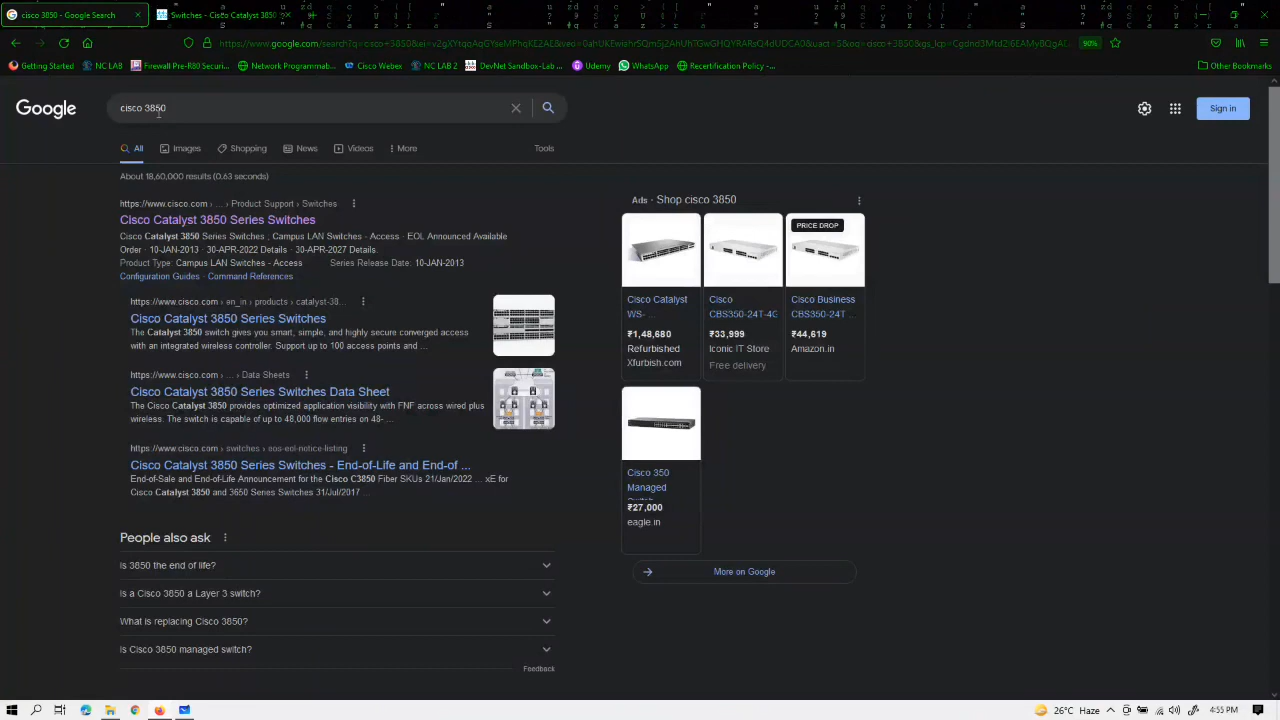 cisco 3850 - Google Search
Switches - Cisco Catalyst 3850
90%
Getting Started
NC LAB
Firewall Pre-R80 Securi...
Network Programmab...
Cisco Webex
NC LAB 2
DevNet Sandbox-Lab ...
Udemy
WhatsApp
Recertification Policy -...
Other Bookmarks
Google
cisco 3850
Sign in
All
Images
Shopping
News
Videos
More
Tools
About 18,60,000 results (0.63 seconds)
https://www.cisco.com › ... › Product Support › Switches
Cisco Catalyst 3850 Series Switches
Cisco Catalyst 3850 Series Switches , Campus LAN Switches - Access · EOL Announced Available
Order · 10-JAN-2013 · 30-APR-2022 Details · 30-APR-2027 Details.
Product Type: Campus LAN Switches - Access Series Release Date: 10-JAN-2013
Configuration Guides · Command References
https://www.cisco.com › en_in › products › catalyst-38...
Cisco Catalyst 3850 Series Switches
The Catalyst 3850 switch gives you smart, simple, and highly secure converged access
with an integrated wireless controller. Support up to 100 access points and ...
https://www.cisco.com › ... › Data Sheets
Cisco Catalyst 3850 Series Switches Data Sheet
The Cisco Catalyst 3850 provides optimized application visibility with FNF across wired plus
wireless. The switch is capable of up to 48,000 flow entries on 48-...
https://www.cisco.com › switches › eos-eol-notice-listing
Cisco Catalyst 3850 Series Switches - End-of-Life and End-of ...
End-of-Sale and End-of-Life Announcement for the Cisco C3850 Fiber SKUs 21/Jan/2022 ... xE for
Cisco Catalyst 3850 and 3650 Series Switches 31/Jul/2017 ...
People also ask
Is 3850 the end of life?
Is a Cisco 3850 a Layer 3 switch?
What is replacing Cisco 3850?
Is Cisco 3850 managed switch?
Feedback
Ads · Shop cisco 3850
PRICE DROP
Cisco Catalyst
WS- ...
₹1,48,680
Refurbished
Xfurbish.com
Cisco
CBS350-24T-4G
₹33,999
Iconic IT Store
Free delivery
Cisco Business
CBS350-24T ...
₹44,619
Amazon.in
Cisco 350
Managed
Switch
₹27,000
eagle.in
More on Google
26°C Haze
4:55 PM